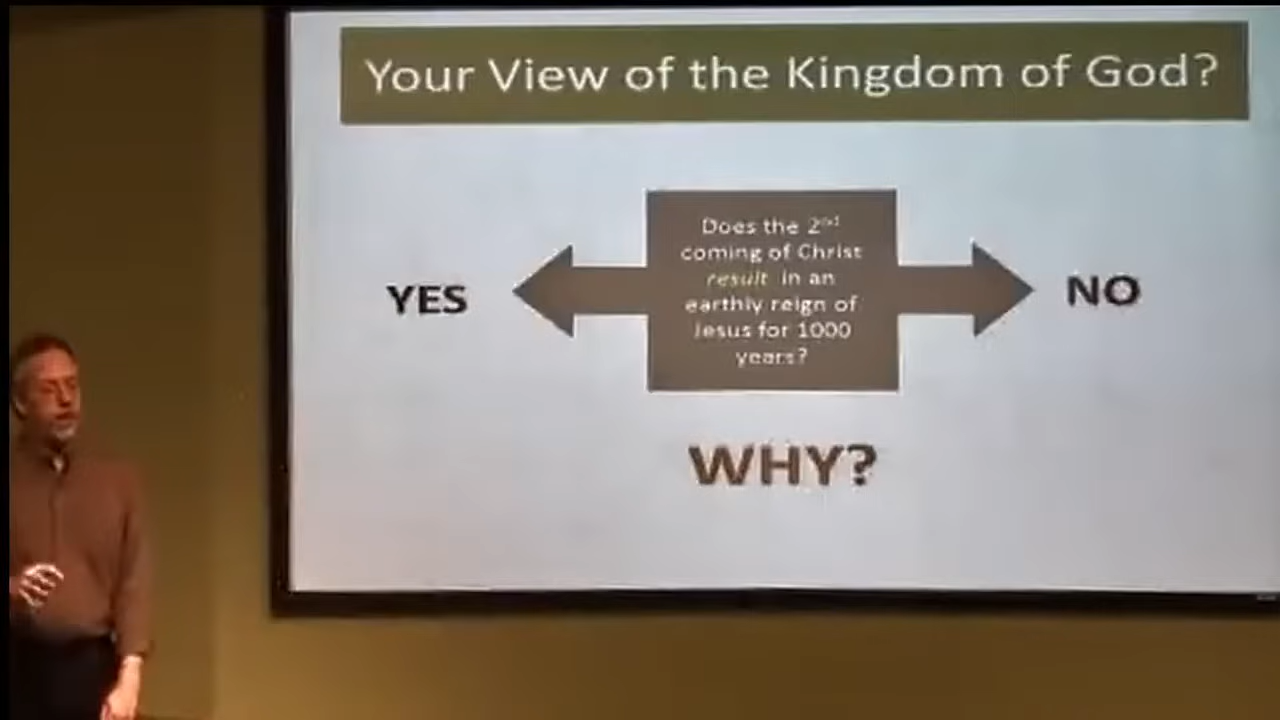 Your View of the Kingdom of God?
Does the 2nd
coming of Christ
result in an
earthly reign of
Jesus for 1000
years?
YES
NO
WHY?